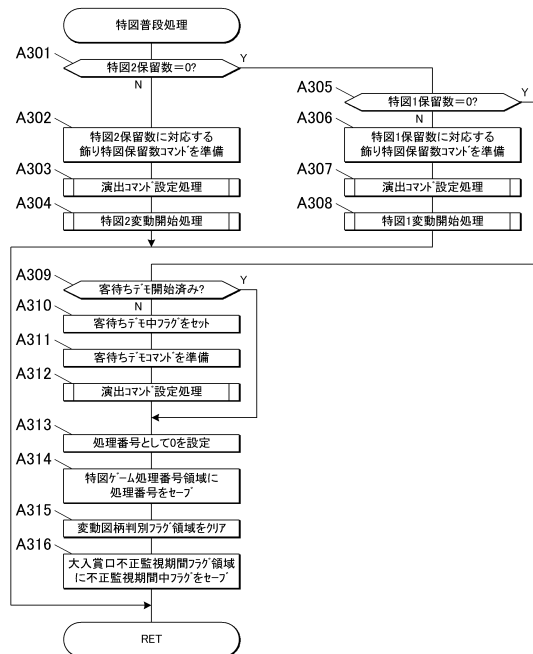 特図普段処理
A301
特図2保留数=0?
Y
N
A305
特図1保留数=0?
Y
N
A302
特図2保留数に対応する
飾り特図保留数コマンドを準備
A306
特図1保留数に対応する
飾り特図保留数コマンドを準備
A303
演出コマンド設定処理
A307
演出コマンド設定処理
A304
特図2変動開始処理
A308
特図1変動開始処理
A309
客待ちデモ開始済み?
Y
N
A310
客待ちデモ中フラグをセット
A311
客待ちデモコマンドを準備
A312
演出コマンド設定処理
A313
処理番号として0を設定
A314
特図ゲーム処理番号領域に
処理番号をセーブ
A315
変動図柄判別フラグ領域をクリア
A316
大入賞口不正監視期間フラグ領域
に不正監視期間中フラグをセーブ
RET